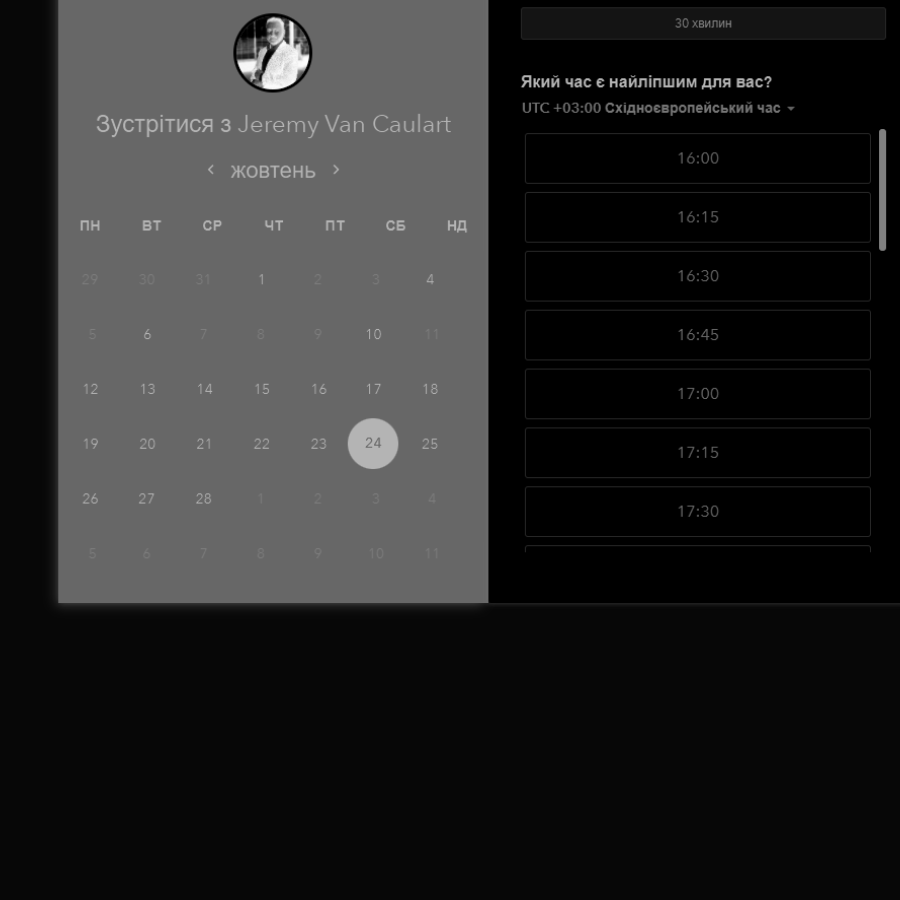 Зустрітися з Jeremy Van Caulart
жовтень
ПН ВТ СР ЧТ ПТ СБ НД
29 30 31 1 2 3 4
5 6 7 8 9 10 11
12 13 14 15 16 17 18
19 20 21 22 23 24 25
26 27 28 1 2 3 4
5 6 7 8 9 10 11
30 хвилин
Який час є найліпшим для вас?
UTC +03:00 Східноєвропейський час
16:00
16:15
16:30
16:45
17:00
17:15
17:30